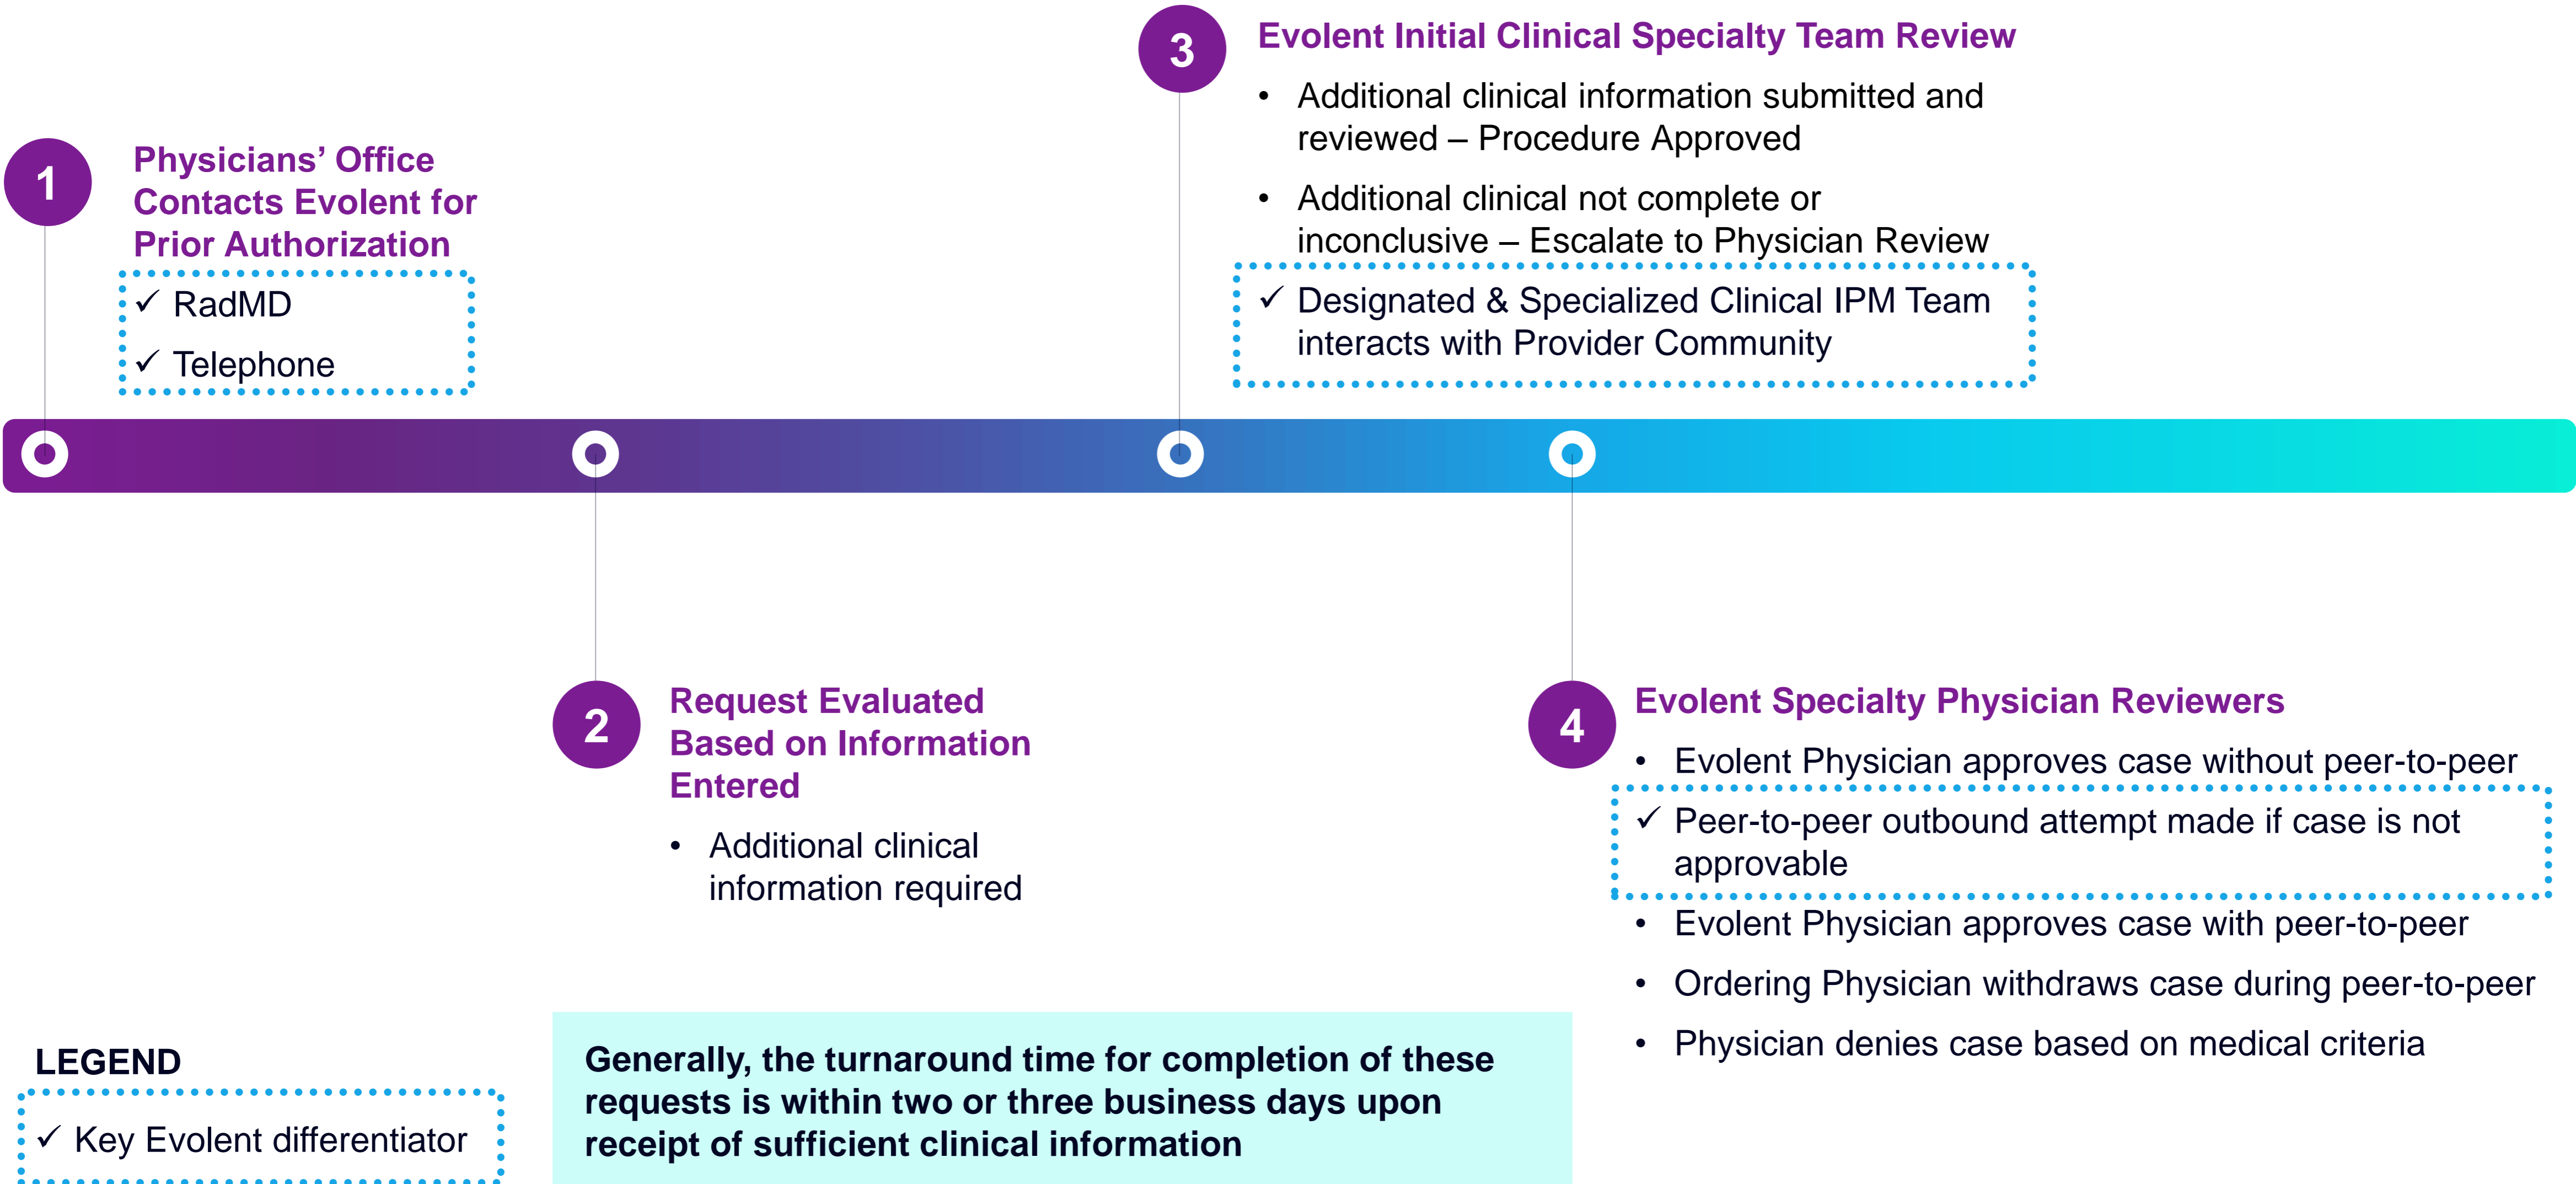 1
Physicians’ Office
Contacts Evolent for
Prior Authorization
✓ RadMD
✓ Telephone
2
Request Evaluated
Based on Information
Entered
• Additional clinical
information required
3
Evolent Initial Clinical Specialty Team Review
• Additional clinical information submitted and
reviewed – Procedure Approved
• Additional clinical not complete or
inconclusive – Escalate to Physician Review
✓ Designated & Specialized Clinical IPM Team
interacts with Provider Community
4
Evolent Specialty Physician Reviewers
• Evolent Physician approves case without peer-to-peer
✓ Peer-to-peer outbound attempt made if case is not
approvable
• Evolent Physician approves case with peer-to-peer
• Ordering Physician withdraws case during peer-to-peer
• Physician denies case based on medical criteria
LEGEND
✓ Key Evolent differentiator
Generally, the turnaround time for completion of these
requests is within two or three business days upon
receipt of sufficient clinical information